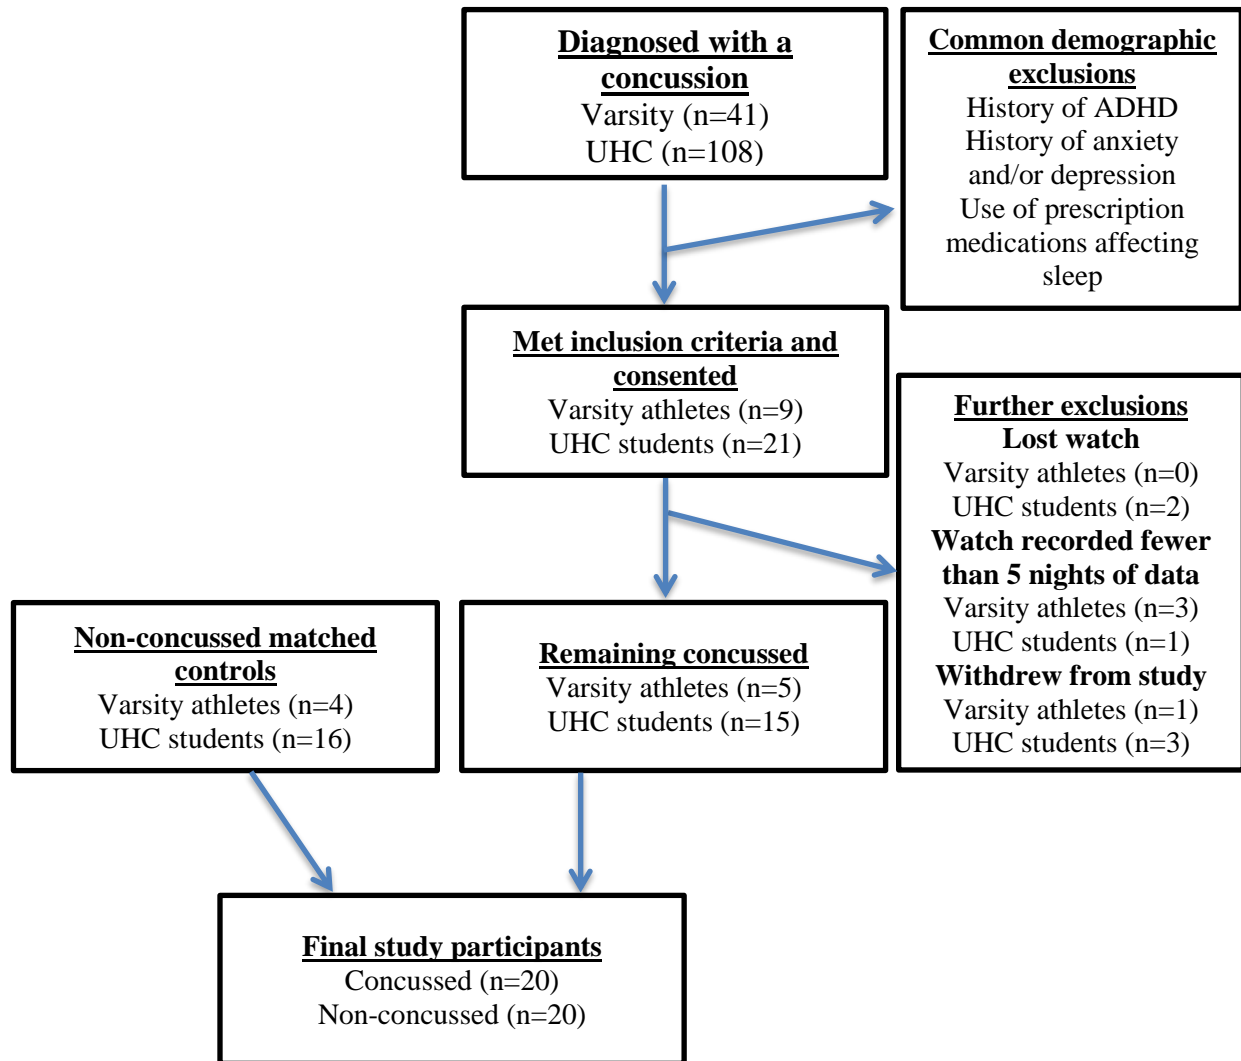 Diagnosed with a
concussion
Varsity (n=41)
UHC (n=108)
Common demographic
exclusions
History of ADHD
History of anxiety
and/or depression
Use of prescription
medications affecting
sleep
Met inclusion criteria and
consented
Varsity athletes (n=9)
UHC students (n=21)
Further exclusions
Lost watch
Varsity athletes (n=0)
UHC students (n=2)
Watch recorded fewer
than 5 nights of data
Varsity athletes (n=3)
UHC students (n=1)
Withdrew from study
Varsity athletes (n=1)
UHC students (n=3)
Non-concussed matched
controls
Varsity athletes (n=4)
UHC students (n=16)
Remaining concussed
Varsity athletes (n=5)
UHC students (n=15)
Final study participants
Concussed (n=20)
Non-concussed (n=20)